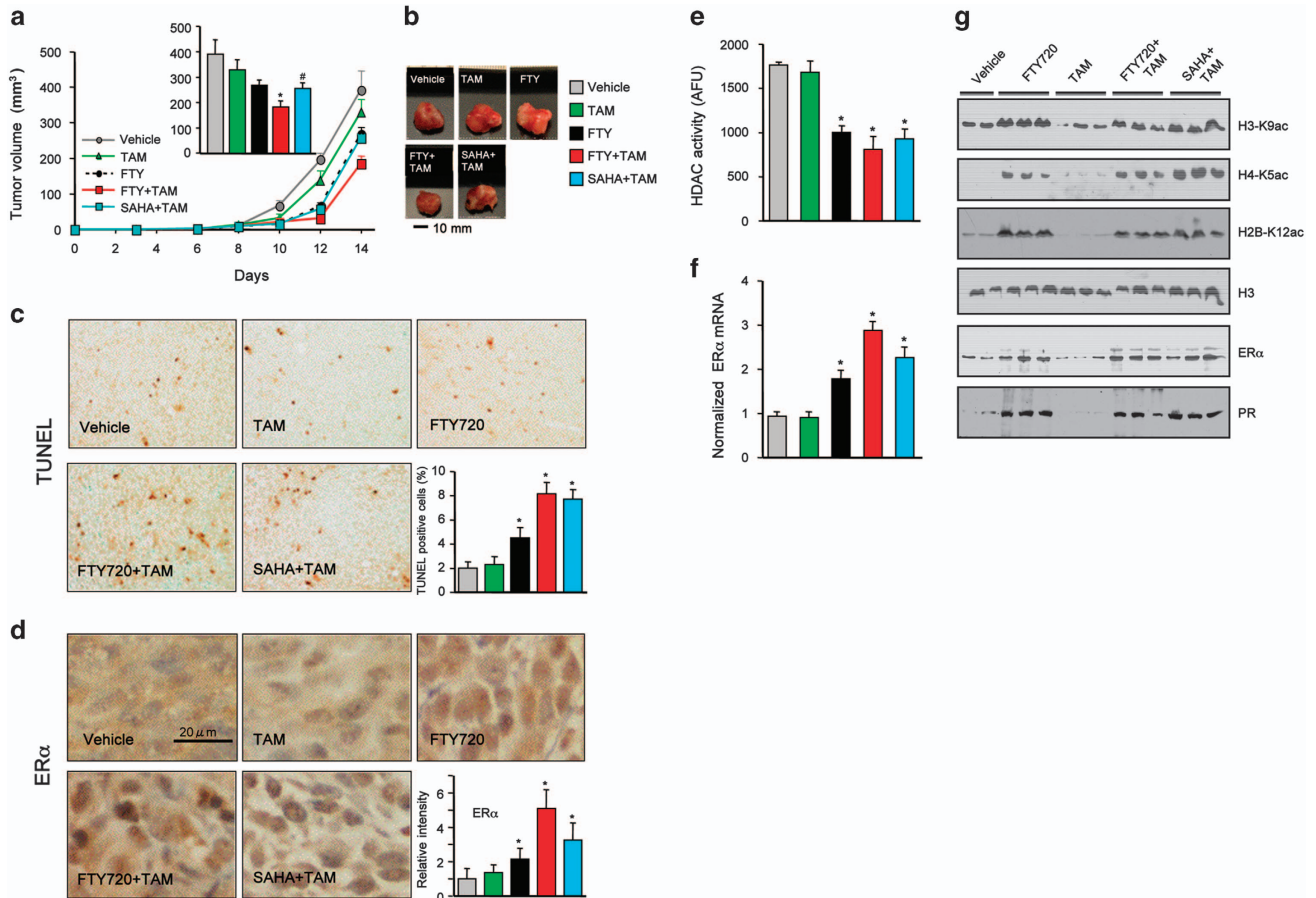 a
Tumor volume (mm³)
500
400
300
200
100
0
0 2 4 6 8 10 12 14
Days
Vehicle
TAM
FTY
FTY+TAM
SAHA+TAM
500
400
300
200
100
0
*
#
b
Vehicle
TAM
FTY
FTY+
TAM
SAHA+
TAM
10 mm
Vehicle
TAM
FTY
FTY+TAM
SAHA+TAM
c
TUNEL
Vehicle
TAM
FTY720
FTY720+TAM
SAHA+TAM
TUNEL positive cells (%)
10
8
6
4
2
0
* * *
d
ERα
Vehicle
20 μm
TAM
FTY720
FTY720+TAM
SAHA+TAM
Relative intensity
ERα
6
4
2
0
* * *
e
HDAC activity (AFU)
2000
1750
1500
1000
500
0
* * *
f
Normalized ERα mRNA
4
3
2
1
0
* * *
g
Vehicle
FTY720
TAM
FTY720+
TAM
SAHA+
TAM
H3-K9ac
H4-K5ac
H2B-K12ac
H3
ERα
PR